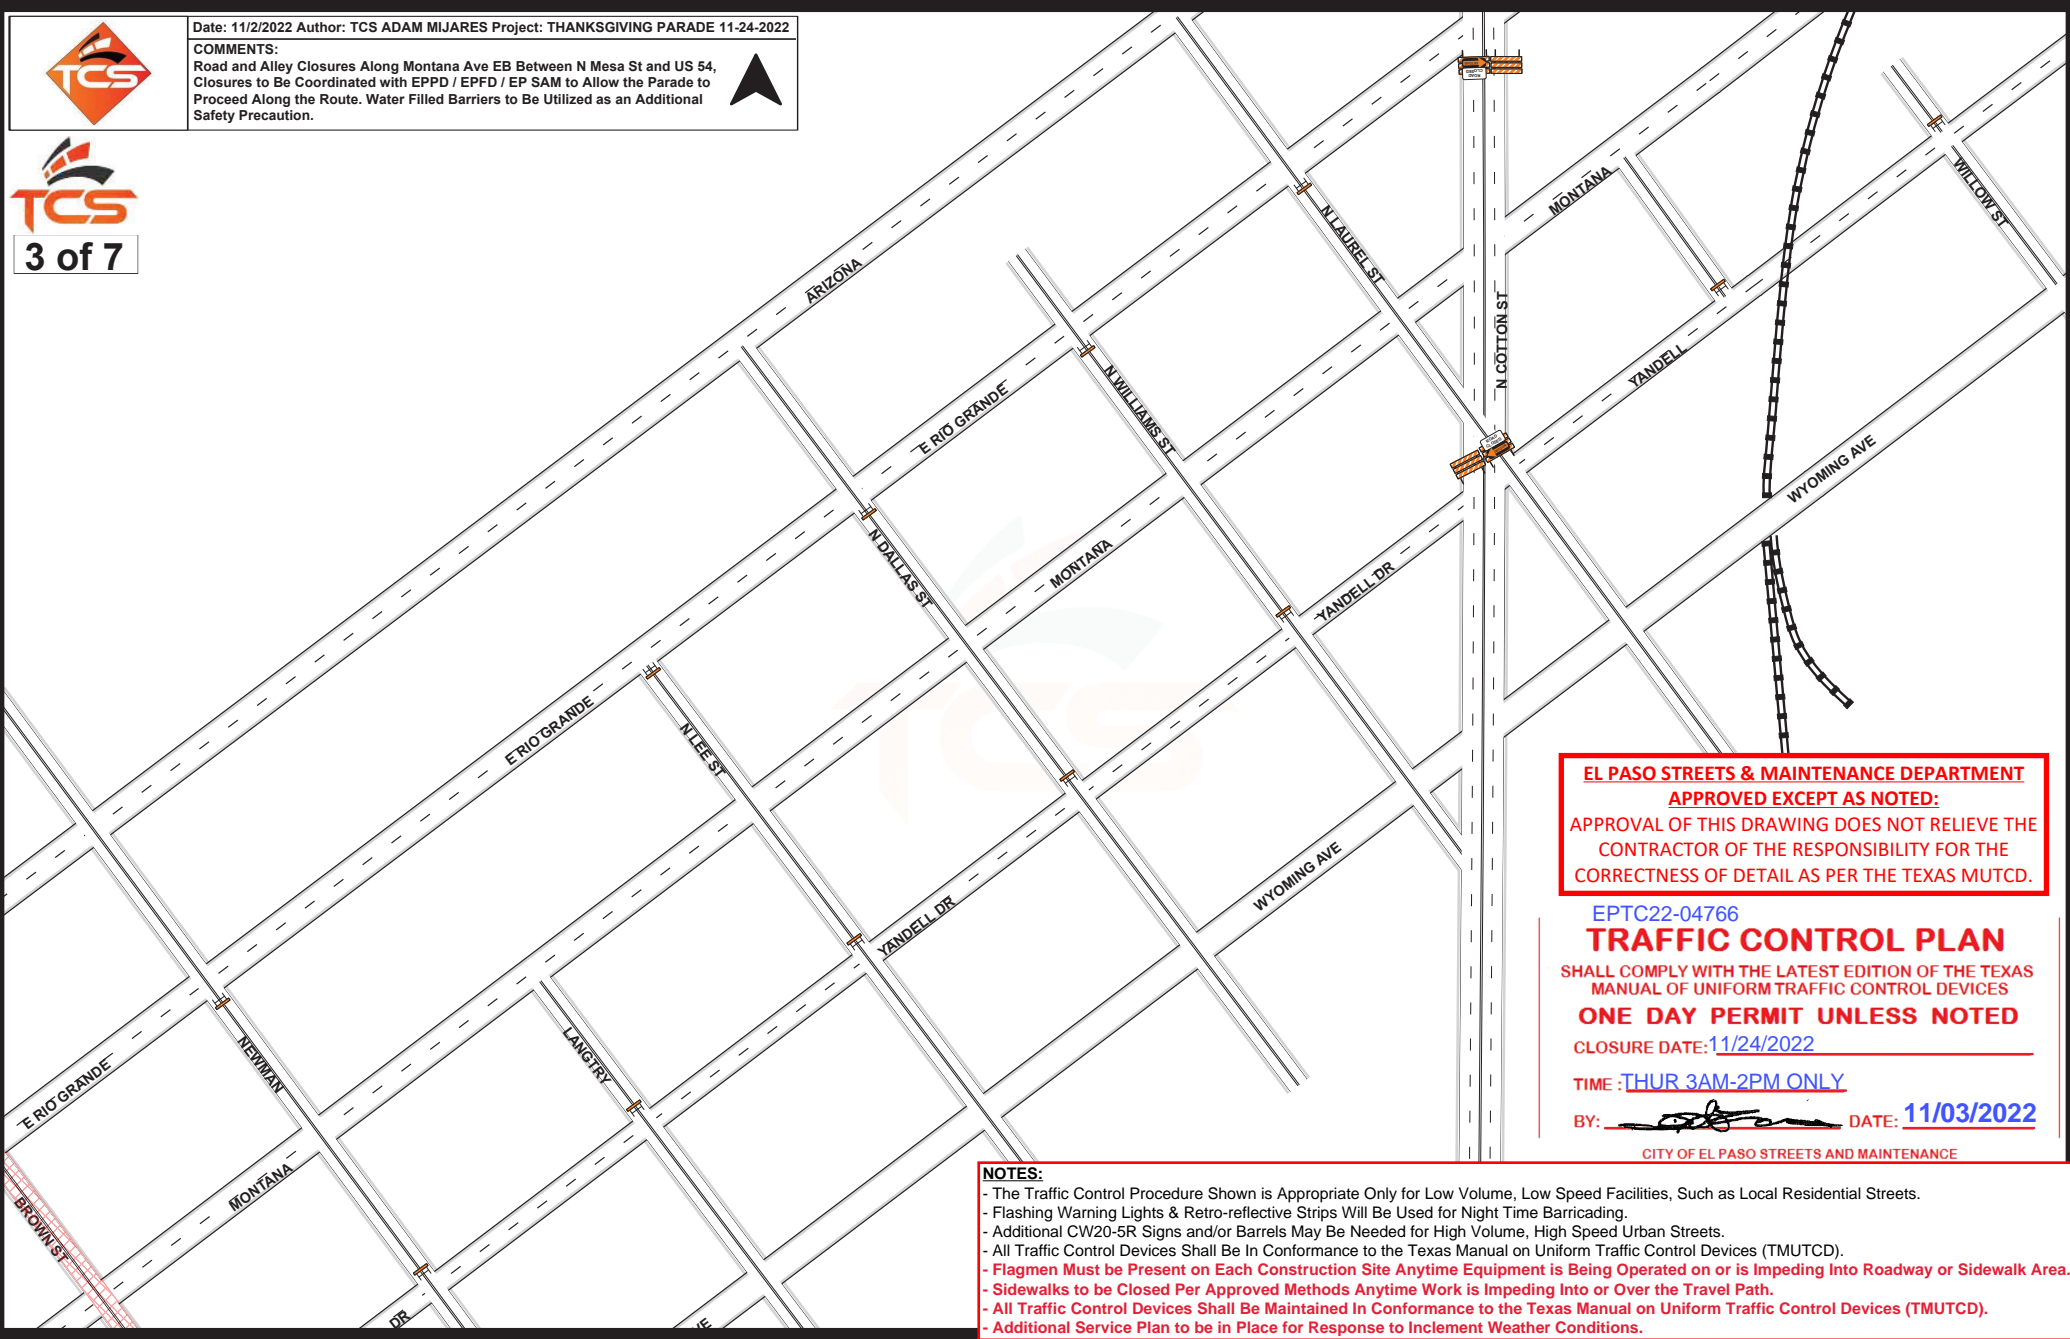 Date: 11/2/2022 Author: TCS ADAM MIJARES Project: THANKSGIVING PARADE 11-24-2022
COMMENTS:
Road and Alley Closures Along Montana Ave EB Between N Mesa St and US 54,
Closures to Be Coordinated with EPPD / EPFD / EP SAM to Allow the Parade to
Proceed Along the Route. Water Filled Barriers to Be Utilized as an Additional
Safety Precaution.
TCS
TCS
3 of 7
ROAD
CLOSED
MONTANA
WILLOW ST
N LAUREL ST
ARIZONA
N COTTON ST
N WILLIAMS ST
YANDELL
E RIO GRANDE
ROAD
CLOSED
WYOMING AVE
N DALLAS ST
MONTANA
YANDELL DR
TCS
E RIO GRANDE
N LEE ST
WYOMING AVE
YANDELL DR
LANGTRY
NEWMAN
E RIO GRANDE
MONTANA
BROWN ST
DR
VE
EL PASO STREETS & MAINTENANCE DEPARTMENT
APPROVED EXCEPT AS NOTED:
APPROVAL OF THIS DRAWING DOES NOT RELIEVE THE
CONTRACTOR OF THE RESPONSIBILITY FOR THE
CORRECTNESS OF DETAIL AS PER THE TEXAS MUTCD.
EPTC22-04766
TRAFFIC CONTROL PLAN
SHALL COMPLY WITH THE LATEST EDITION OF THE TEXAS
MANUAL OF UNIFORM TRAFFIC CONTROL DEVICES
ONE DAY PERMIT UNLESS NOTED
CLOSURE DATE: 11/24/2022
TIME : THUR 3AM-2PM ONLY
BY: DATE: 11/03/2022
CITY OF EL PASO STREETS AND MAINTENANCE
NOTES:
- The Traffic Control Procedure Shown is Appropriate Only for Low Volume, Low Speed Facilities, Such as Local Residential Streets.
- Flashing Warning Lights & Retro-reflective Strips Will Be Used for Night Time Barricading.
- Additional CW20-5R Signs and/or Barrels May Be Needed for High Volume, High Speed Urban Streets.
- All Traffic Control Devices Shall Be In Conformance to the Texas Manual on Uniform Traffic Control Devices (TMUTCD).
- Flagmen Must be Present on Each Construction Site Anytime Equipment is Being Operated on or is Impeding Into Roadway or Sidewalk Area.
- Sidewalks to be Closed Per Approved Methods Anytime Work is Impeding Into or Over the Travel Path.
- All Traffic Control Devices Shall Be Maintained In Conformance to the Texas Manual on Uniform Traffic Control Devices (TMUTCD).
- Additional Service Plan to be in Place for Response to Inclement Weather Conditions.